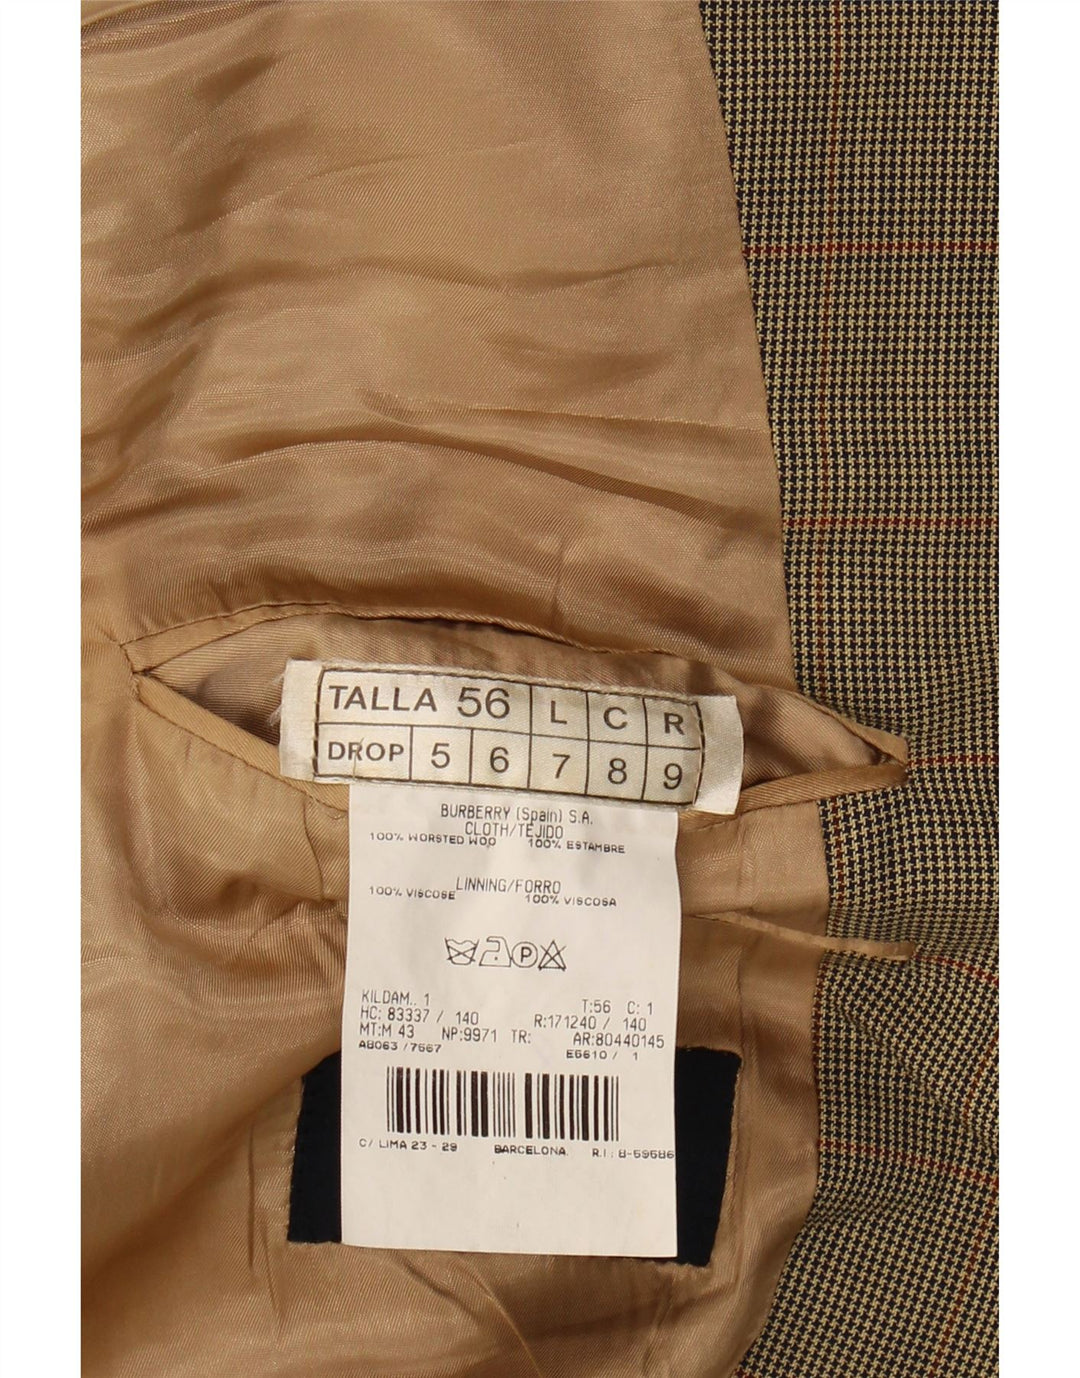 TALLA 56 L C R
DROP 5 6 7 8 9
BURBERRY (Spain) S.A.
CLOTH/TEJIDO
100% WORSTED WOO 100% ESTAMBRE
LINNING/FORRO
100% VISCOSE 100% VISCOSA
P
KILDAM.. 1 T:56 C: 1
HC: 83337 / 140 R:171240 / 140
MT:M 43 NP:9971 TR: AR:80440145
A8063 /7667 E6610 / 1
C/ LIMA 23 - 29 BARCELONA. R.I: 8-59586